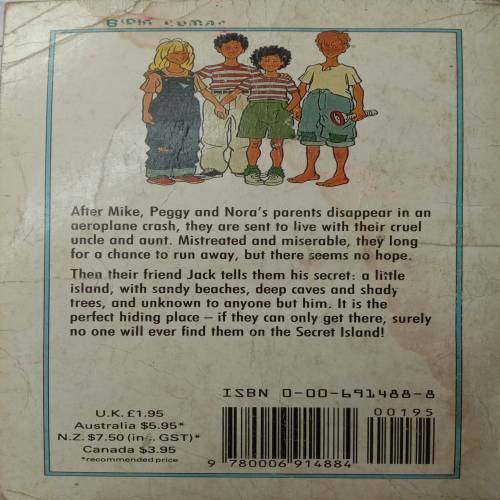 After Mike, Peggy and Nora's parents disappear in an
aeroplane crash, they are sent to live with their cruel
uncle and aunt. Mistreated and miserable, they long
for a chance to run away, but there seems no hope.
Then their friend Jack tells them his secret: a little
island, with sandy beaches, deep caves and shady
trees, and unknown to anyone but him. It is the
perfect hiding place – if they can only get there, surely
no one will ever find them on the Secret Island!
ISBN 0-00-691488-8
U.K. £1.95
Australia $5.95*
N.Z. $7.50 (in . GST)*
Canada $3.95
*recommended price
00195
9 780006 914884